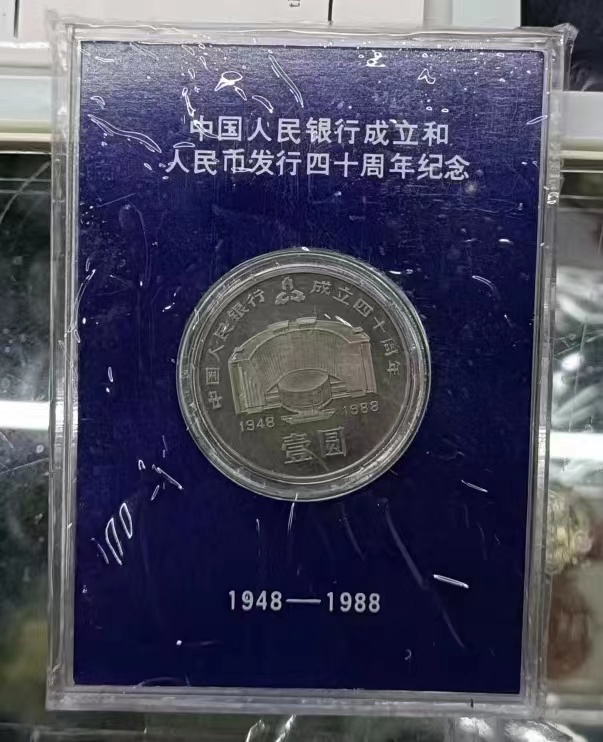 中国人民银行成立和
人民币发行四十周年纪念
中国人民银行 成立四十周年
1948 1988
壹圆
1948—1988